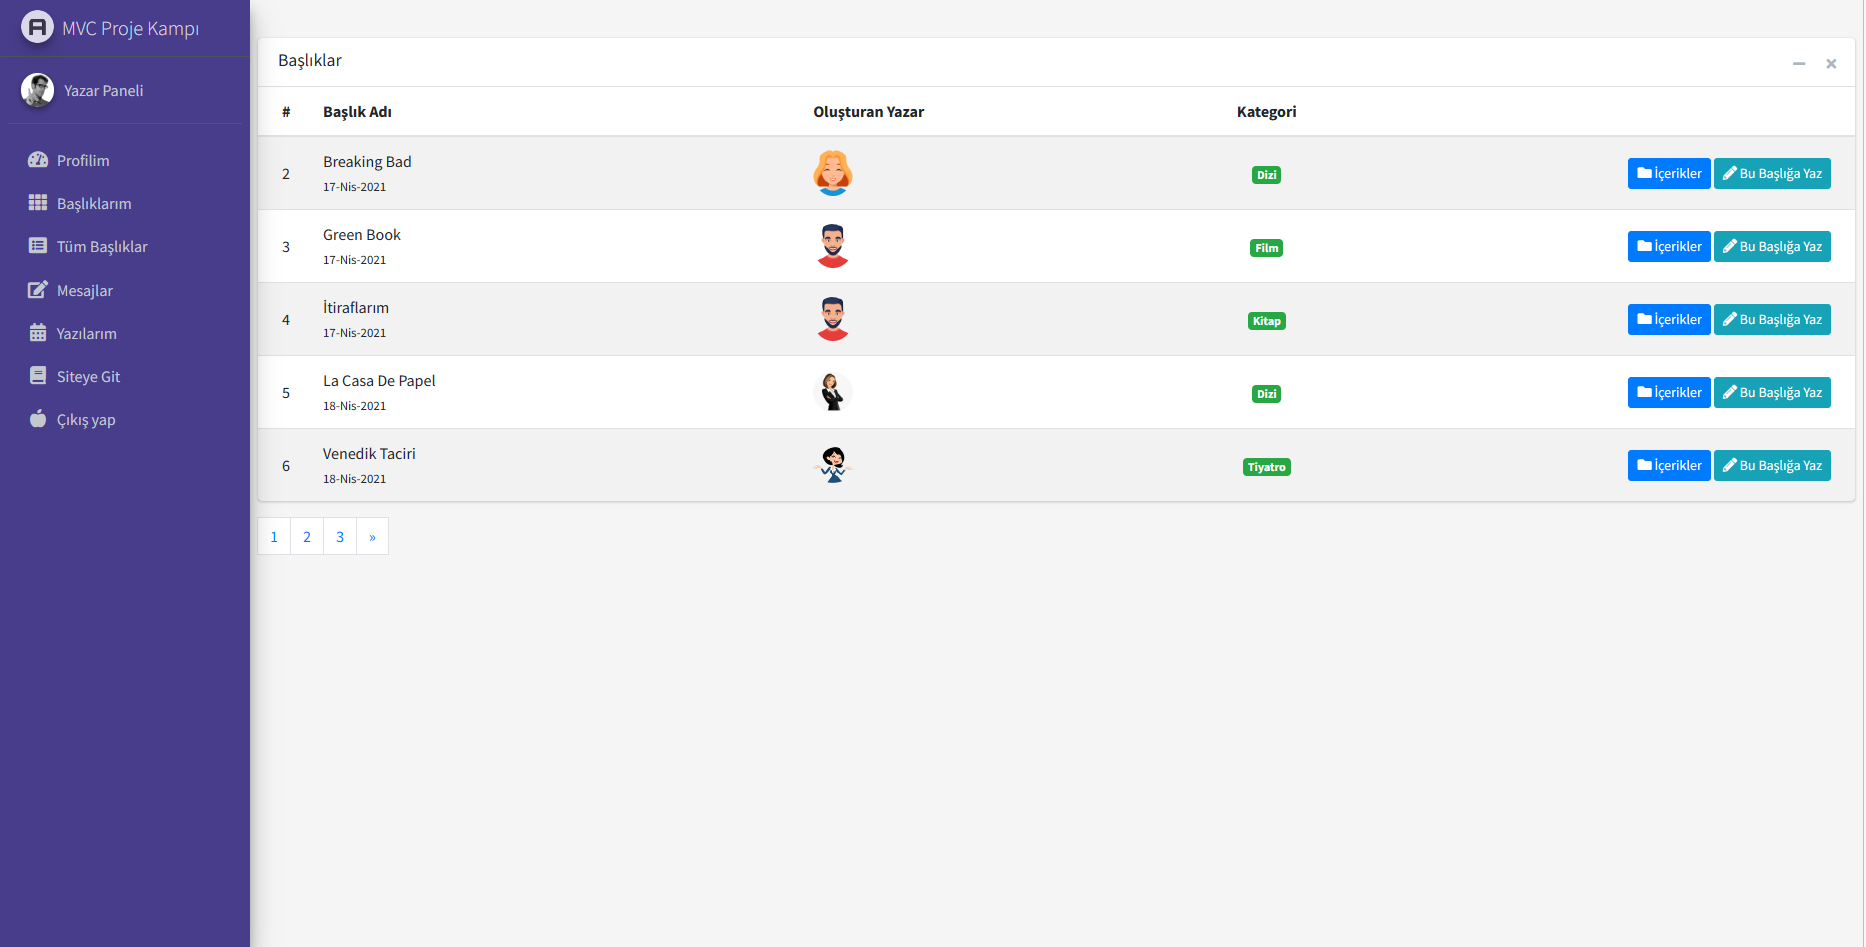 MVC Proje Kampı
Yazar Paneli
Profilim
Başlıklarım
Tüm Başlıklar
Mesajlar
Yazılarım
Siteye Git
Çıkış yap
Başlıklar
# Başlık Adı Oluşturan Yazar Kategori
2 Breaking Bad Dizi İçerikler Bu Başlığa Yaz
17-Nis-2021
3 Green Book Film İçerikler Bu Başlığa Yaz
17-Nis-2021
4 İtiraflarım Kitap İçerikler Bu Başlığa Yaz
17-Nis-2021
5 La Casa De Papel Dizi İçerikler Bu Başlığa Yaz
18-Nis-2021
6 Venedik Taciri Tiyatro İçerikler Bu Başlığa Yaz
18-Nis-2021
1 2 3 »